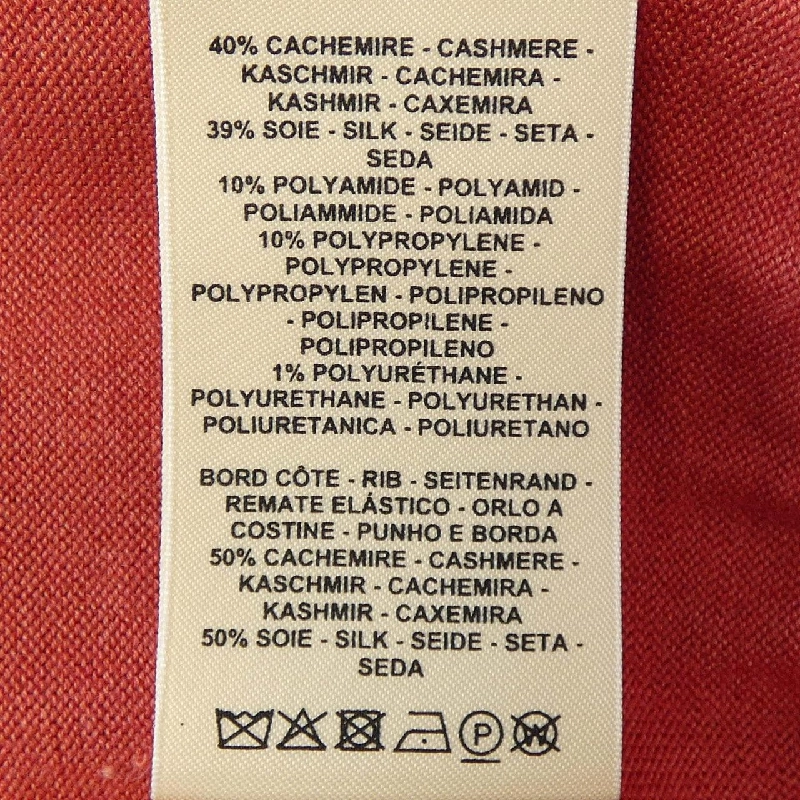 40% CACHEMIRE - CASHMERE -
KASCHMIR - CACHEMIRA -
KASHMIR - CAXEMIRA
39% SOIE - SILK - SEIDE - SETA -
SEDA
10% POLYAMIDE - POLYAMID -
POLIAMMIDE - POLIAMIDA
10% POLYPROPYLENE -
POLYPROPYLENE -
POLYPROPYLEN - POLIPROPILENO
- POLIPROPILENE -
POLIPROPILENO
1% POLYURÉTHANE -
POLYURETHANE - POLYURETHAN -
POLIURETANICA - POLIURETANO
BORD CÔTE - RIB - SEITENRAND -
REMATE ELÁSTICO - ORLO A
COSTINE - PUNHO E BORDA
50% CACHEMIRE - CASHMERE -
KASCHMIR - CACHEMIRA -
KASHMIR - CAXEMIRA
50% SOIE - SILK - SEIDE - SETA -
SEDA
P W